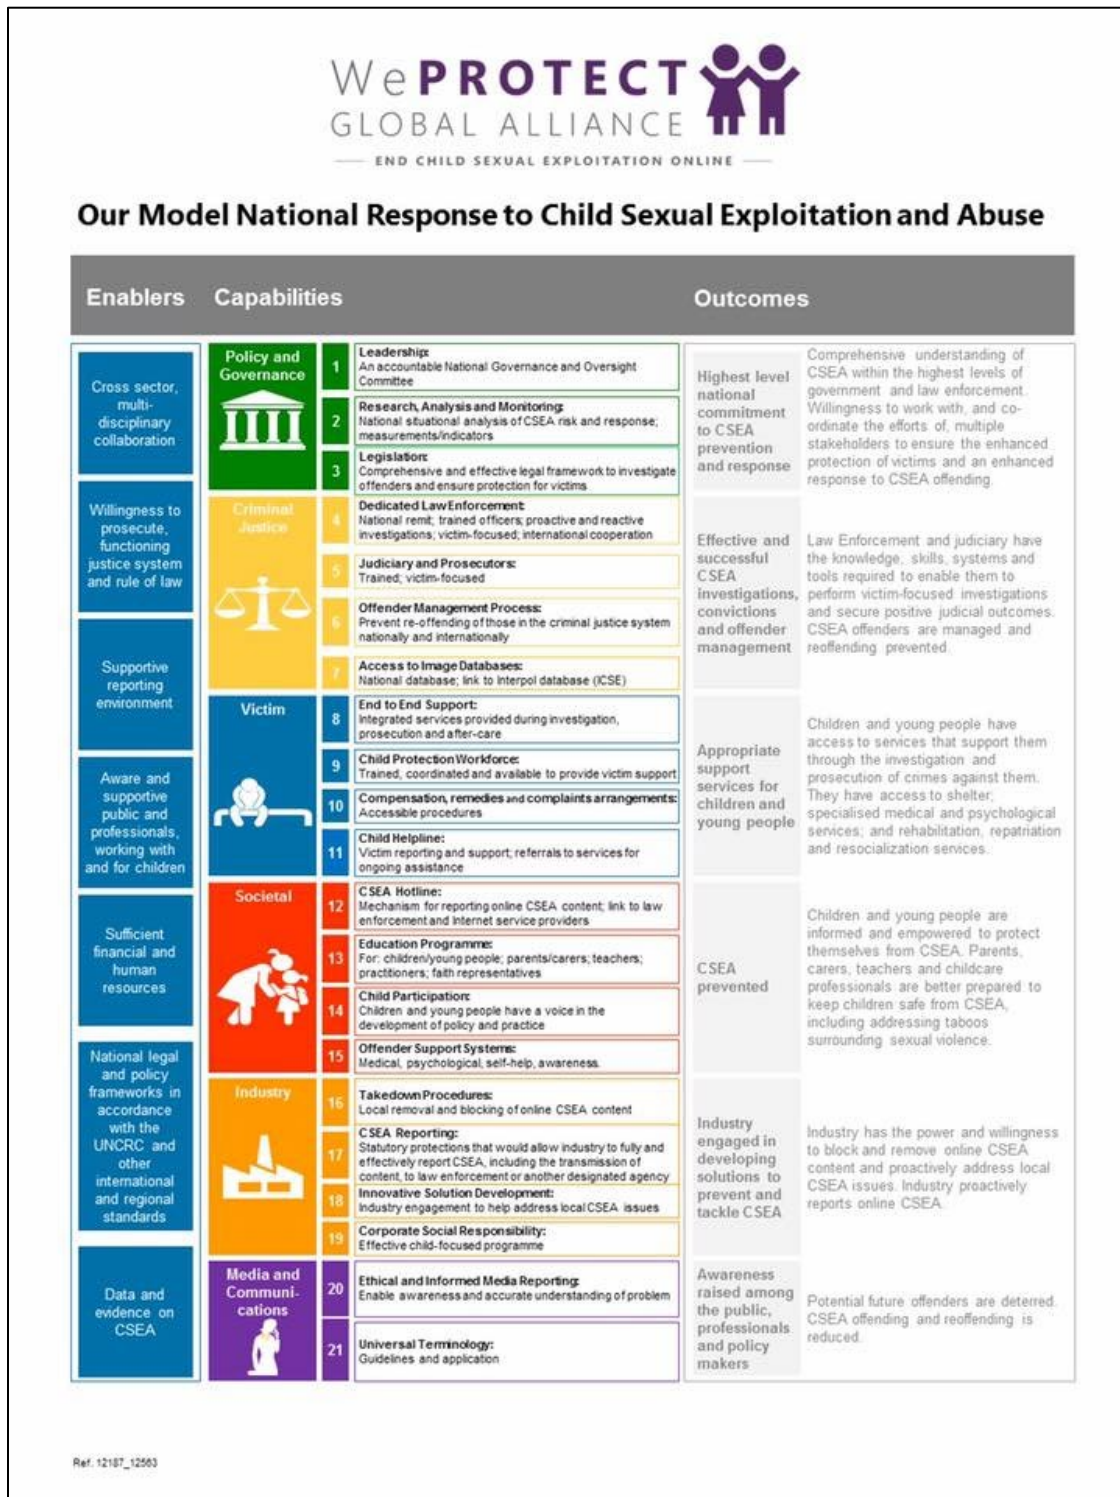 WePROTECT
GLOBAL ALLIANCE
END CHILD SEXUAL EXPLOITATION ONLINE
Our Model National Response to Child Sexual Exploitation and Abuse
Enablers
Capabilities
Outcomes
Cross sector,
multi-
disciplinary
collaboration
Willingness to
prosecute,
functioning
justice system
and rule of law
Supportive
reporting
environment
Aware and
supportive
public and
professionals,
working with
and for children
Sufficient
financial and
human
resources
National legal
and policy
frameworks in
accordance
with the
UNCRC and
other
international
and regional
standards
Data and
evidence on
CSEA
Policy and
Governance
1
Leadership:
An accountable National Governance and Oversight
Committee
2
Research, Analysis and Monitoring:
National situational analysis of CSEA risk and response;
measurements/indicators
3
Legislation:
Comprehensive and effective legal framework to investigate
offenders and ensure protection for victims
Highest level
national
commitment
to CSEA
prevention
and response
Comprehensive understanding of
CSEA within the highest levels of
government and law enforcement.
Willingness to work with, and co-
ordinate the efforts of, multiple
stakeholders to ensure the enhanced
protection of victims and an enhanced
response to CSEA offending.
Criminal
Justice
4
Dedicated Law Enforcement:
National remit; trained officers; proactive and reactive
investigations; victim-focused; international cooperation
5
Judiciary and Prosecutors:
Trained; victim-focused
6
Offender Management Process:
Prevent re-offending of those in the criminal justice system
nationally and internationally
7
Access to Image Databases:
National database; link to Interpol database (ICSE)
Effective and
successful
CSEA
investigations,
convictions
and offender
management
Law Enforcement and judiciary have
the knowledge, skills, systems and
tools required to enable them to
perform victim-focused investigations
and secure positive judicial outcomes.
CSEA offenders are managed and
reoffending prevented.
Victim
8
End to End Support:
Integrated services provided during investigation,
prosecution and after-care
9
Child Protection Workforce:
Trained, coordinated and available to provide victim support
10
Compensation, remedies and complaints arrangements:
Accessible procedures
11
Child Helpline:
Victim reporting and support; referrals to services for
ongoing assistance
Appropriate
support
services for
children and
young people
Children and young people have
access to services that support them
through the investigation and
prosecution of crimes against them.
They have access to shelter;
specialised medical and psychological
services; and rehabilitation, repatriation
and resocialization services.
Societal
12
CSEA Hotline:
Mechanism for reporting online CSEA content; link to law
enforcement and Internet service providers
13
Education Programme:
For: children/young people; parents/carers; teachers;
practitioners; faith representatives
14
Child Participation:
Children and young people have a voice in the
development of policy and practice
15
Offender Support Systems:
Medical, psychological, self-help, awareness.
CSEA
prevented
Children and young people are
informed and empowered to protect
themselves from CSEA. Parents,
carers, teachers and childcare
professionals are better prepared to
keep children safe from CSEA,
including addressing taboos
surrounding sexual violence.
Industry
16
Takedown Procedures:
Local removal and blocking of online CSEA content
17
CSEA Reporting:
Statutory protections that would allow industry to fully and
effectively report CSEA, including the transmission of
content, to law enforcement or another designated agency
18
Innovative Solution Development:
Industry engagement to help address local CSEA issues
19
Corporate Social Responsibility:
Effective child-focused programme
Industry
engaged in
developing
solutions to
prevent and
tackle CSEA
Industry has the power and willingness
to block and remove online CSEA
content and proactively address local
CSEA issues. Industry proactively
reports online CSEA.
Media and
Communi-
cations
20
Ethical and Informed Media Reporting:
Enable awareness and accurate understanding of problem
21
Universal Terminology:
Guidelines and application
Awareness
raised among
the public,
professionals
and policy
makers
Potential future offenders are deterred.
CSEA offending and reoffending is
reduced.
Ref. 12187_12563